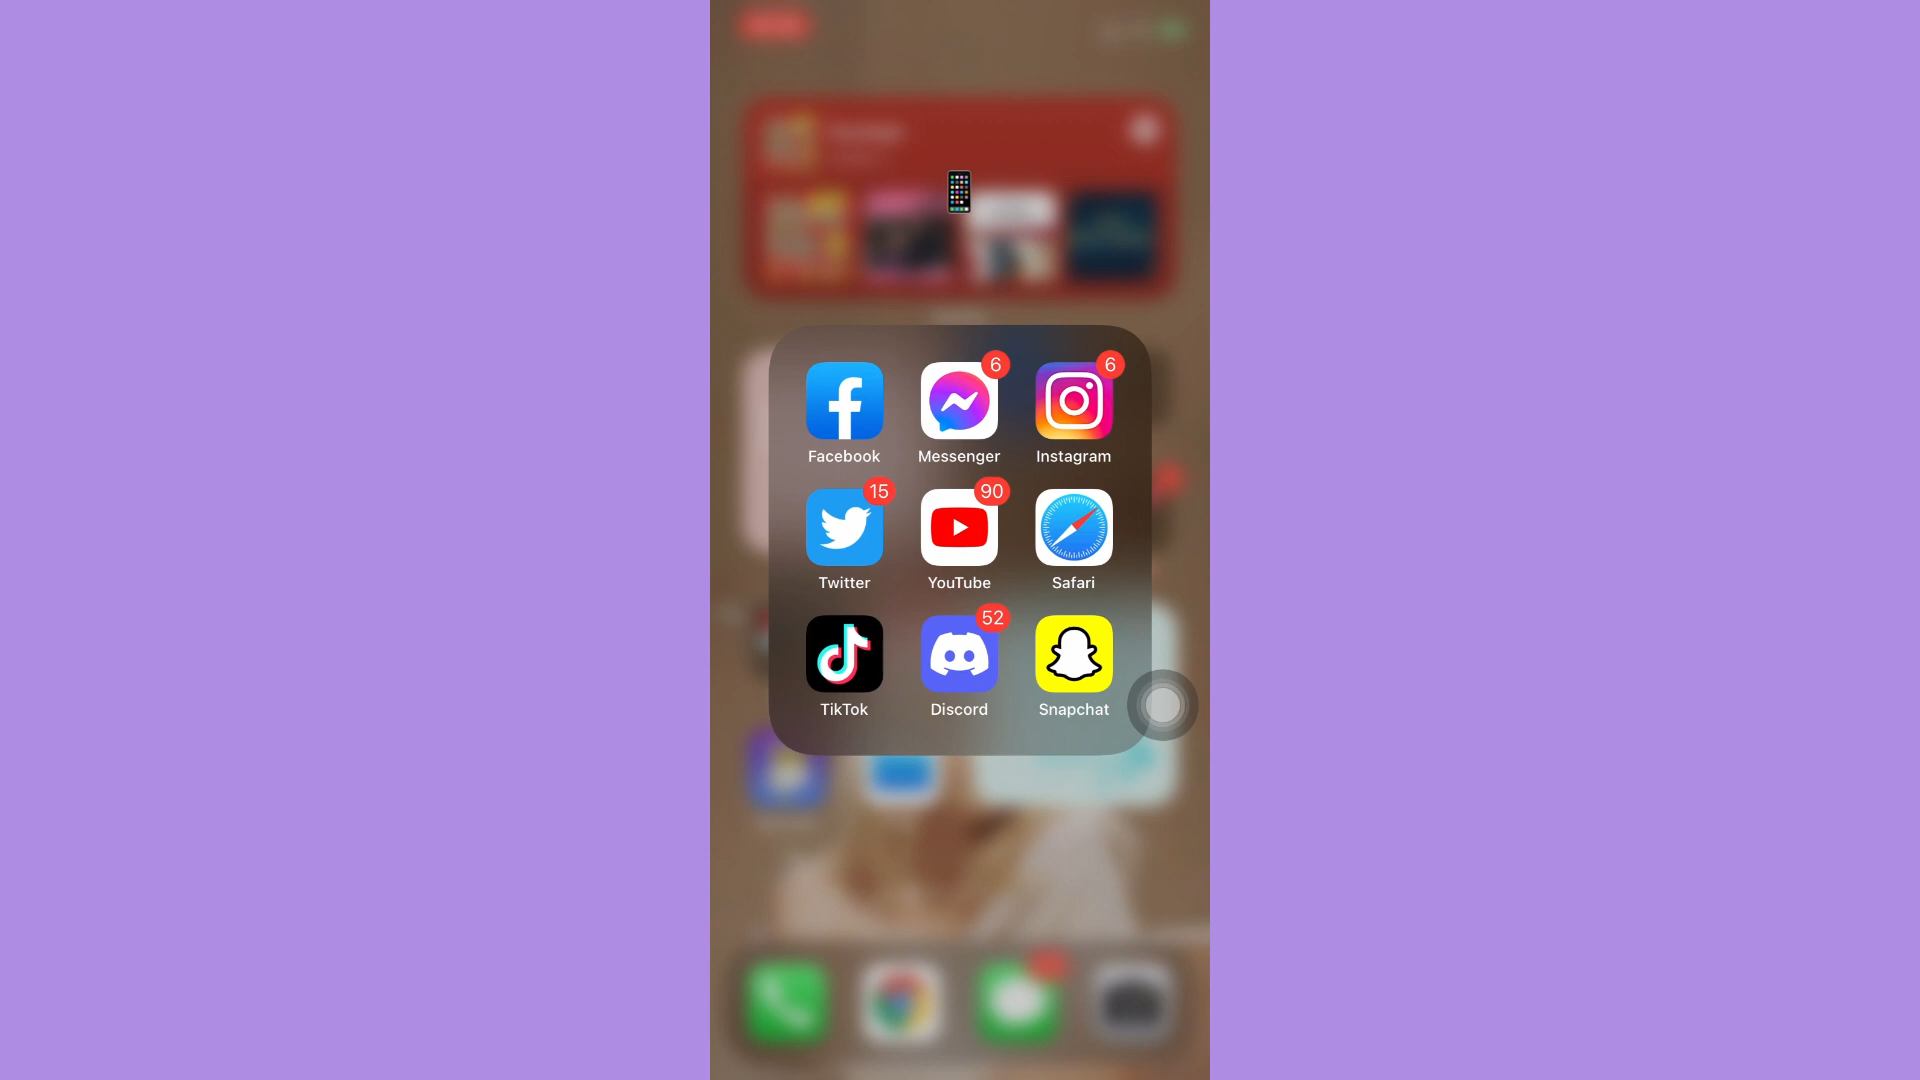 6
6
Facebook Messenger Instagram
15
90
Twitter YouTube Safari
52
TikTok Discord Snapchat